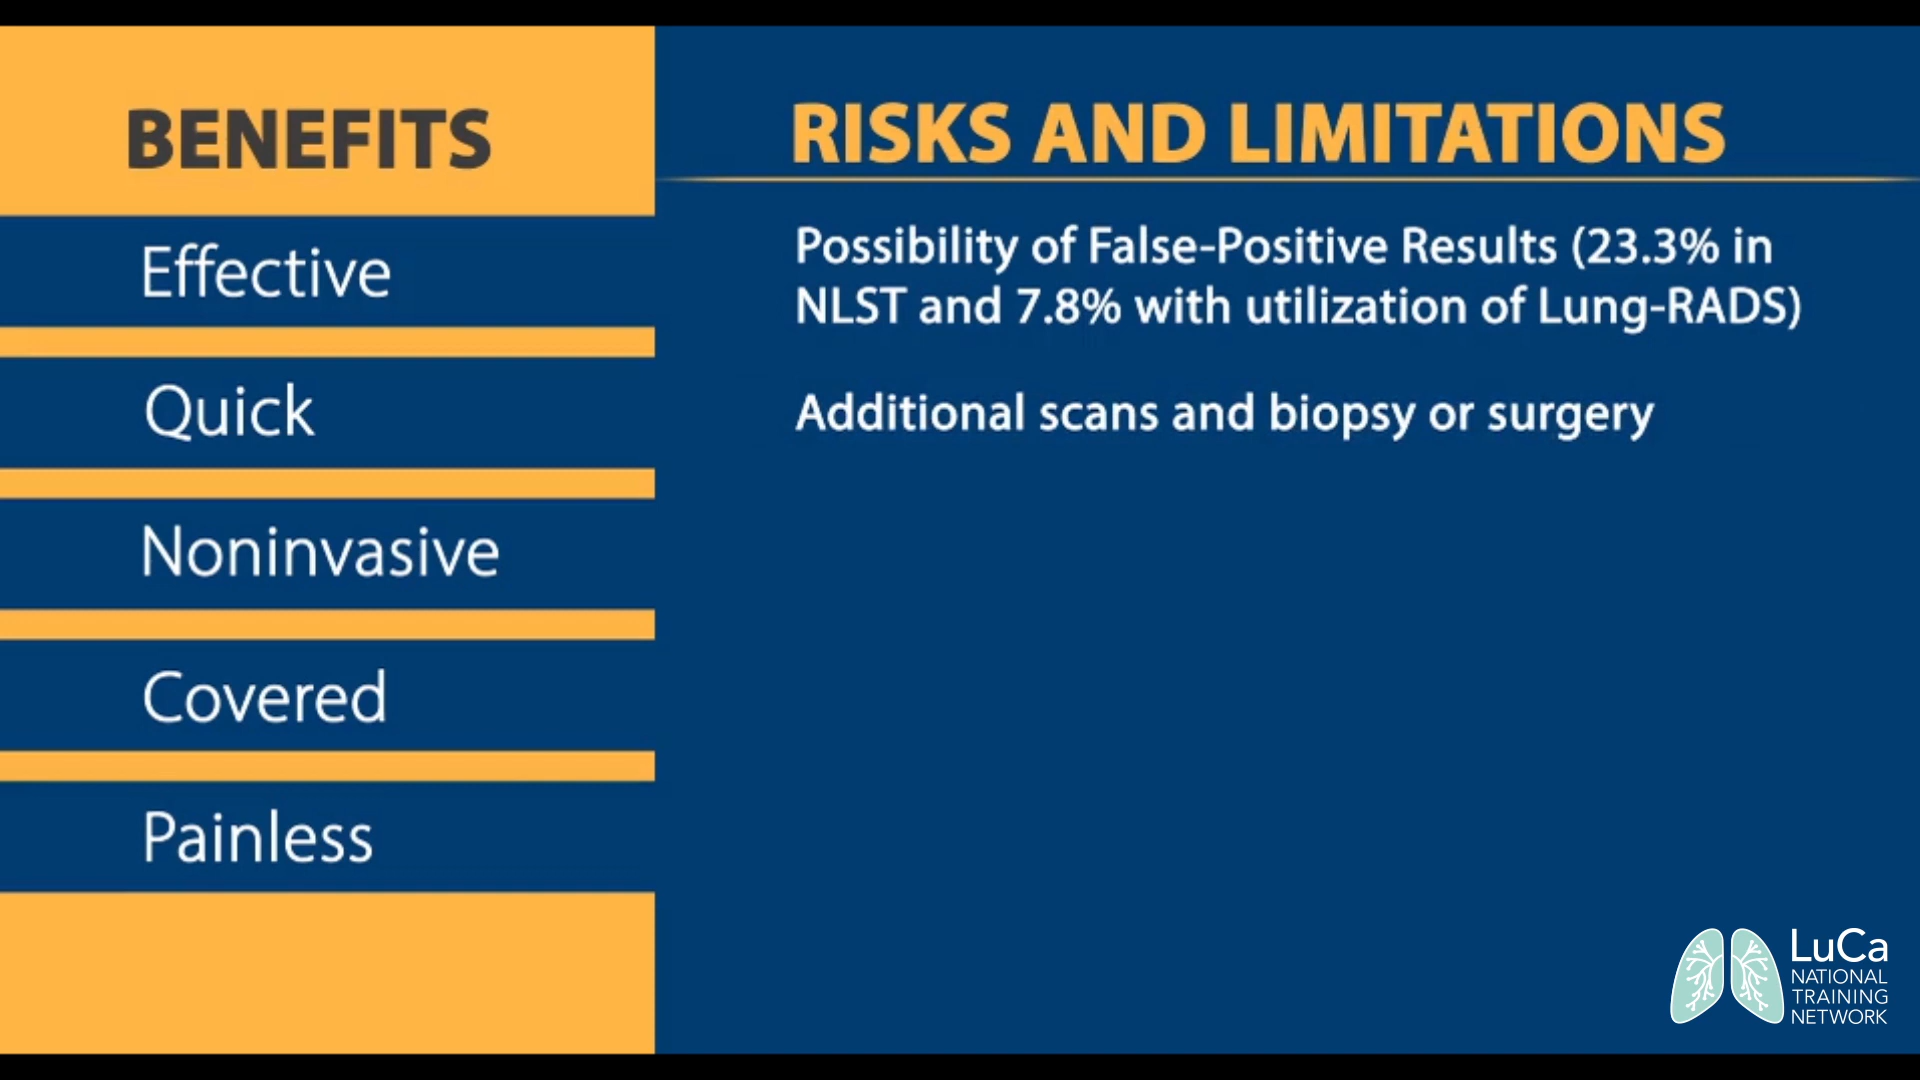 BENEFITS
Effective
Quick
Noninvasive
Covered
Painless
RISKS AND LIMITATIONS
Possibility of False-Positive Results (23.3% in
NLST and 7.8% with utilization of Lung-RADS)
Additional scans and biopsy or surgery
LuCa
NATIONAL
TRAINING
NETWORK